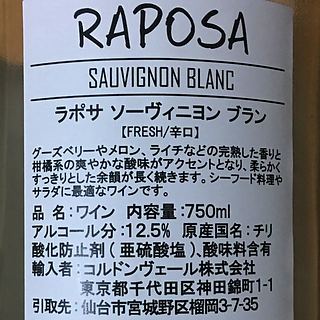 RAPOSA
SAUVIGNON BLANC
ラポサ ソーヴィニヨン ブラン
【FRESH/辛口】
グーズベリーやメロン、ライチなどの完熟した香りと
柑橘系の爽やかな酸味がアクセントとなり、柔らかく
すっきりとした余韻が長く続きます。シーフード料理や
サラダに最適なワインです。
品 名：ワイン 内容量：750ml
アルコール分：12.5% 原産国名：チリ
酸化防止剤（亜硫酸塩）、酸味料含有
輸入者：コルドンヴェール株式会社
東京都千代田区神田錦町1-1
引取先：仙台市宮城野区榴岡3-7-35